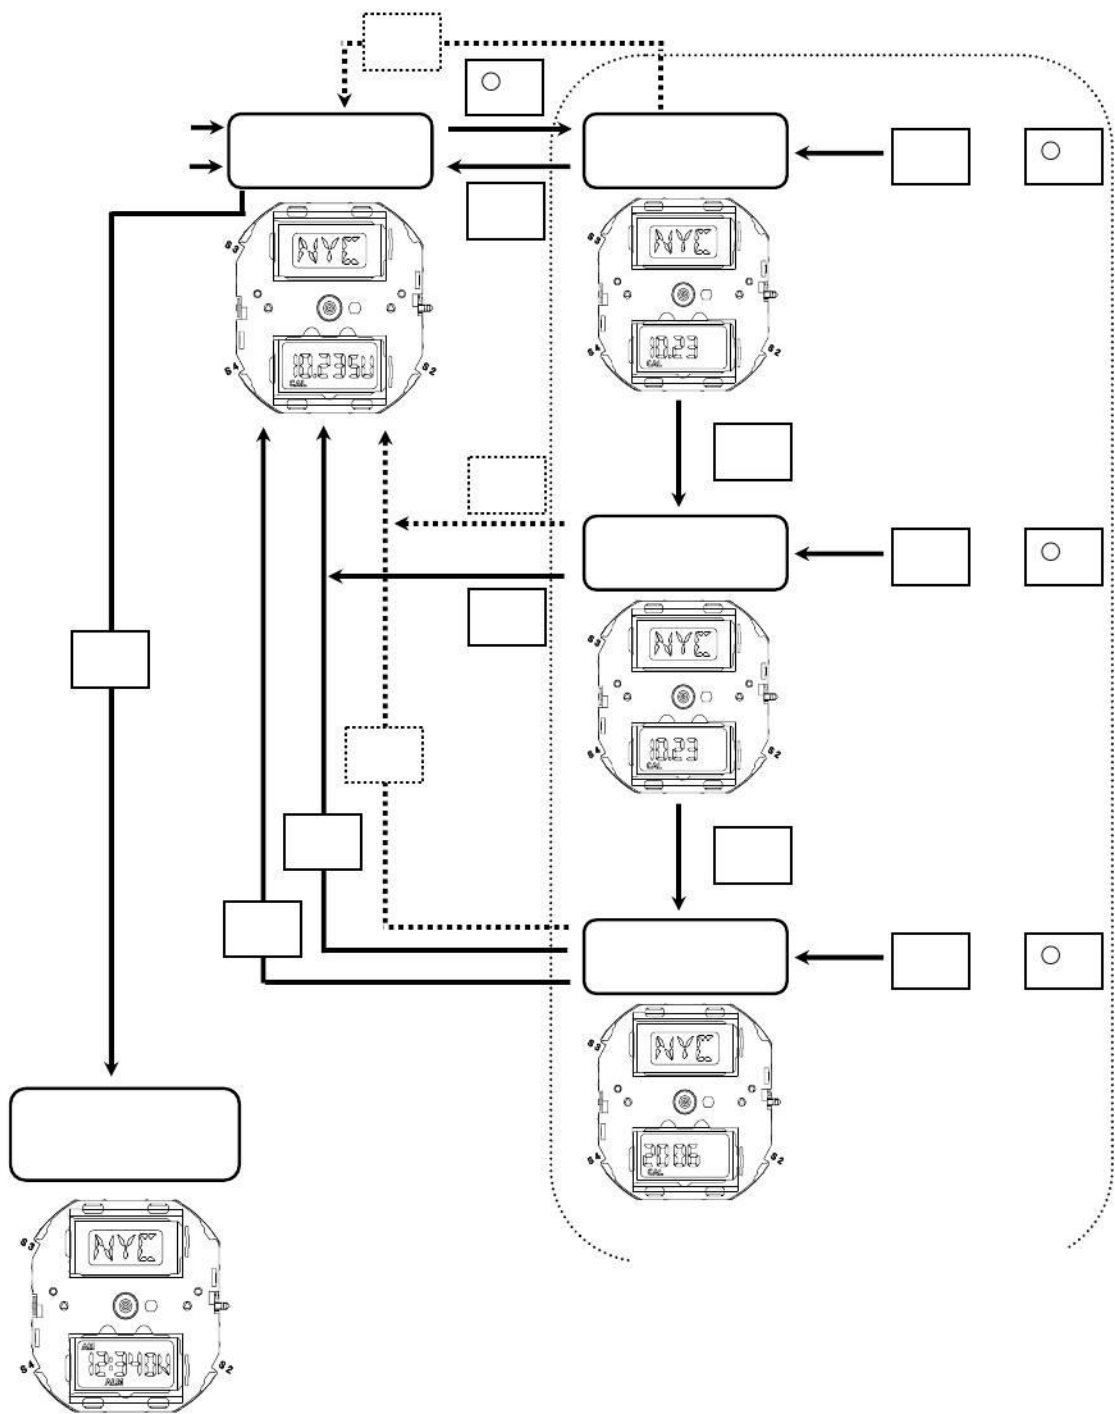 NYC
S3
10.23SU
CAL
S4
S2
NYC
S3
10.23
CAL
S4
S2
NYC
S3
10.23
CAL
S4
S2
NYC
S3
2006
CAL
S4
S2
NYC
S3
AM
12:34ON
ALM
S4
S2